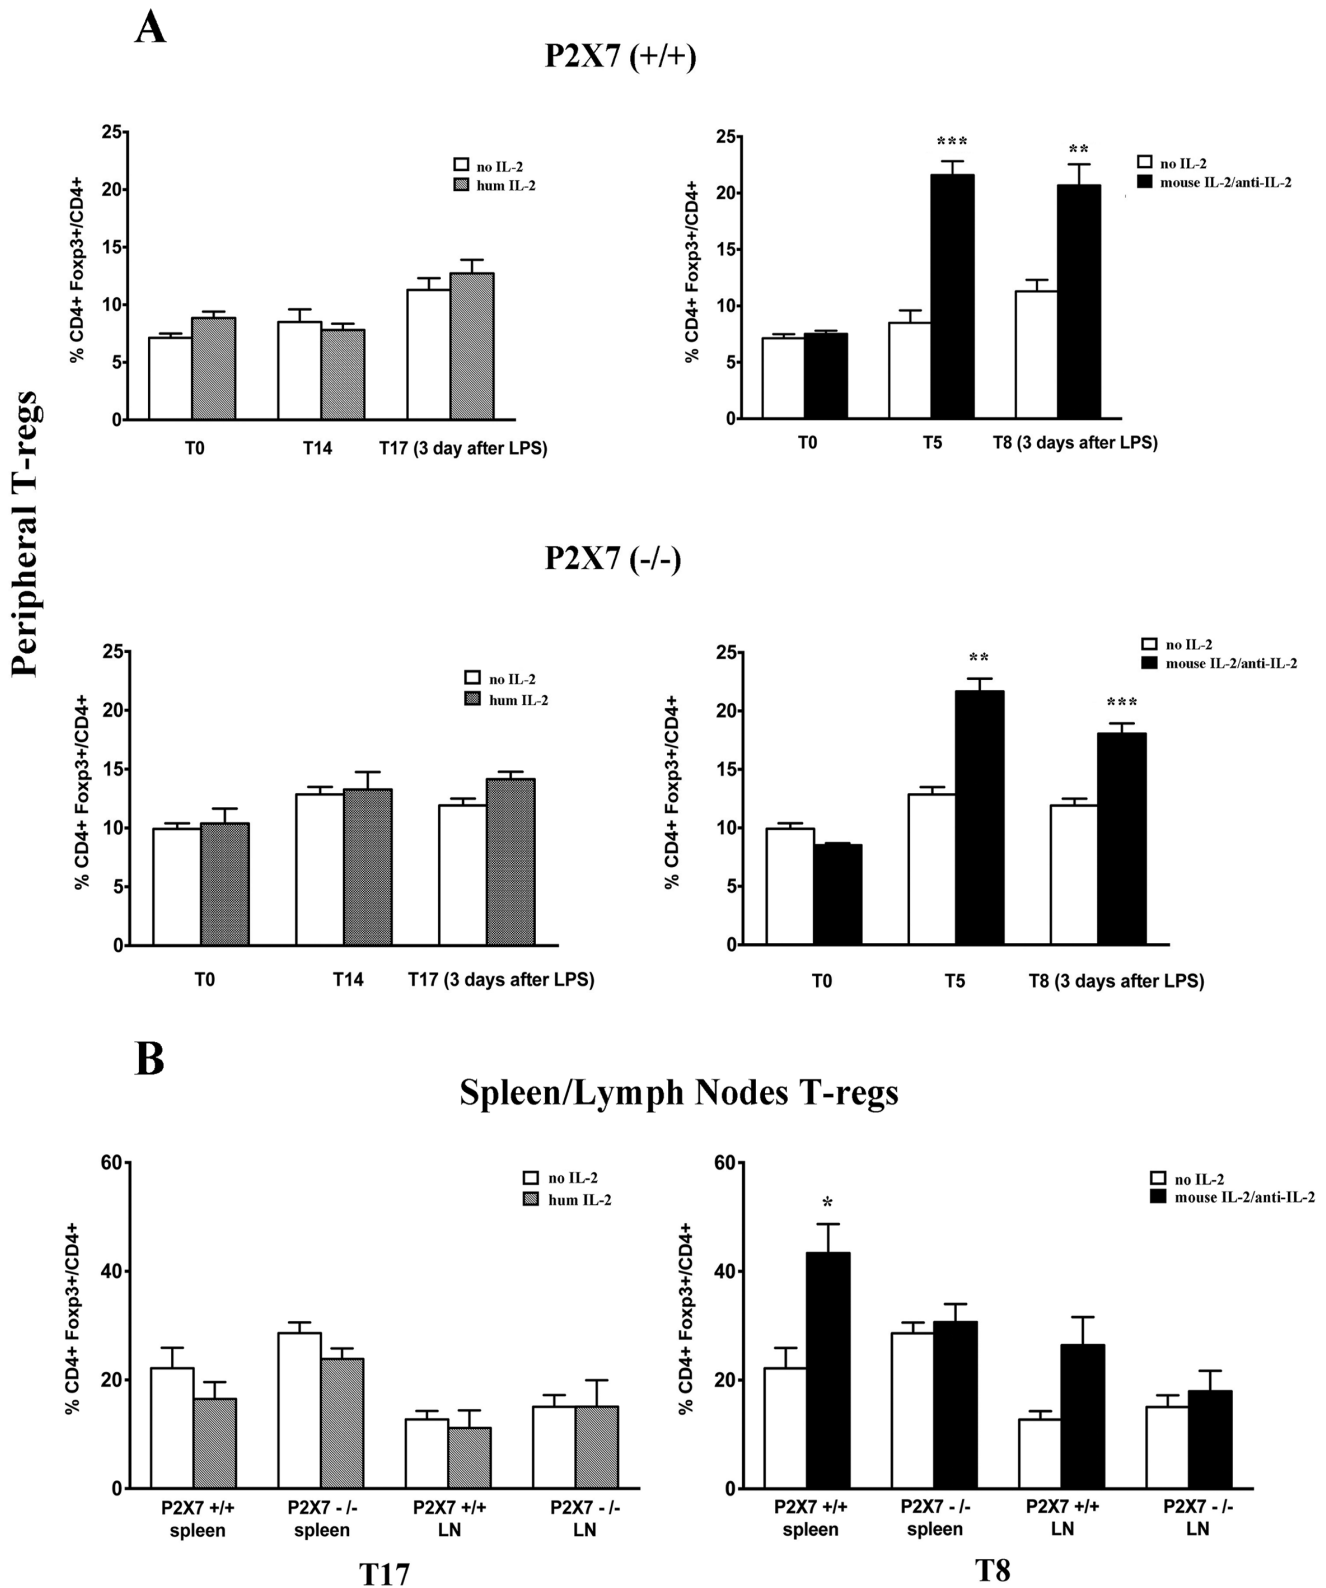 A
P2X7 (+/+)
Peripheral T-regs
% CD4+ Foxp3+/CD4+
25
20
15
10
5
0
no IL-2
hum IL-2
T0
T14
T17 (3 day after LPS)
% CD4+ Foxp3+/CD4+
25
20
15
10
5
0
***
**
no IL-2
mouse IL-2/anti-IL-2
T0
T5
T8 (3 days after LPS)
P2X7 (-/-)
% CD4+ Foxp3+/CD4+
25
20
15
10
5
0
no IL-2
hum IL-2
T0
T14
T17 (3 days after LPS)
% CD4+ Foxp3+/CD4+
25
20
15
10
5
0
**
***
no IL-2
mouse IL-2/anti-IL-2
T0
T5
T8 (3 days after LPS)
B
Spleen/Lymph Nodes T-regs
% CD4+ Foxp3+/CD4+
60
40
20
0
no IL-2
hum IL-2
P2X7 +/+
spleen
P2X7 - /-
spleen
P2X7 +/+
LN
P2X7 - /-
LN
T17
% CD4+ Foxp3+/CD4+
60
40
20
0
*
no IL-2
mouse IL-2/anti-IL-2
P2X7 +/+
spleen
P2X7 - /-
spleen
P2X7 +/+
LN
P2X7 - /-
LN
T8